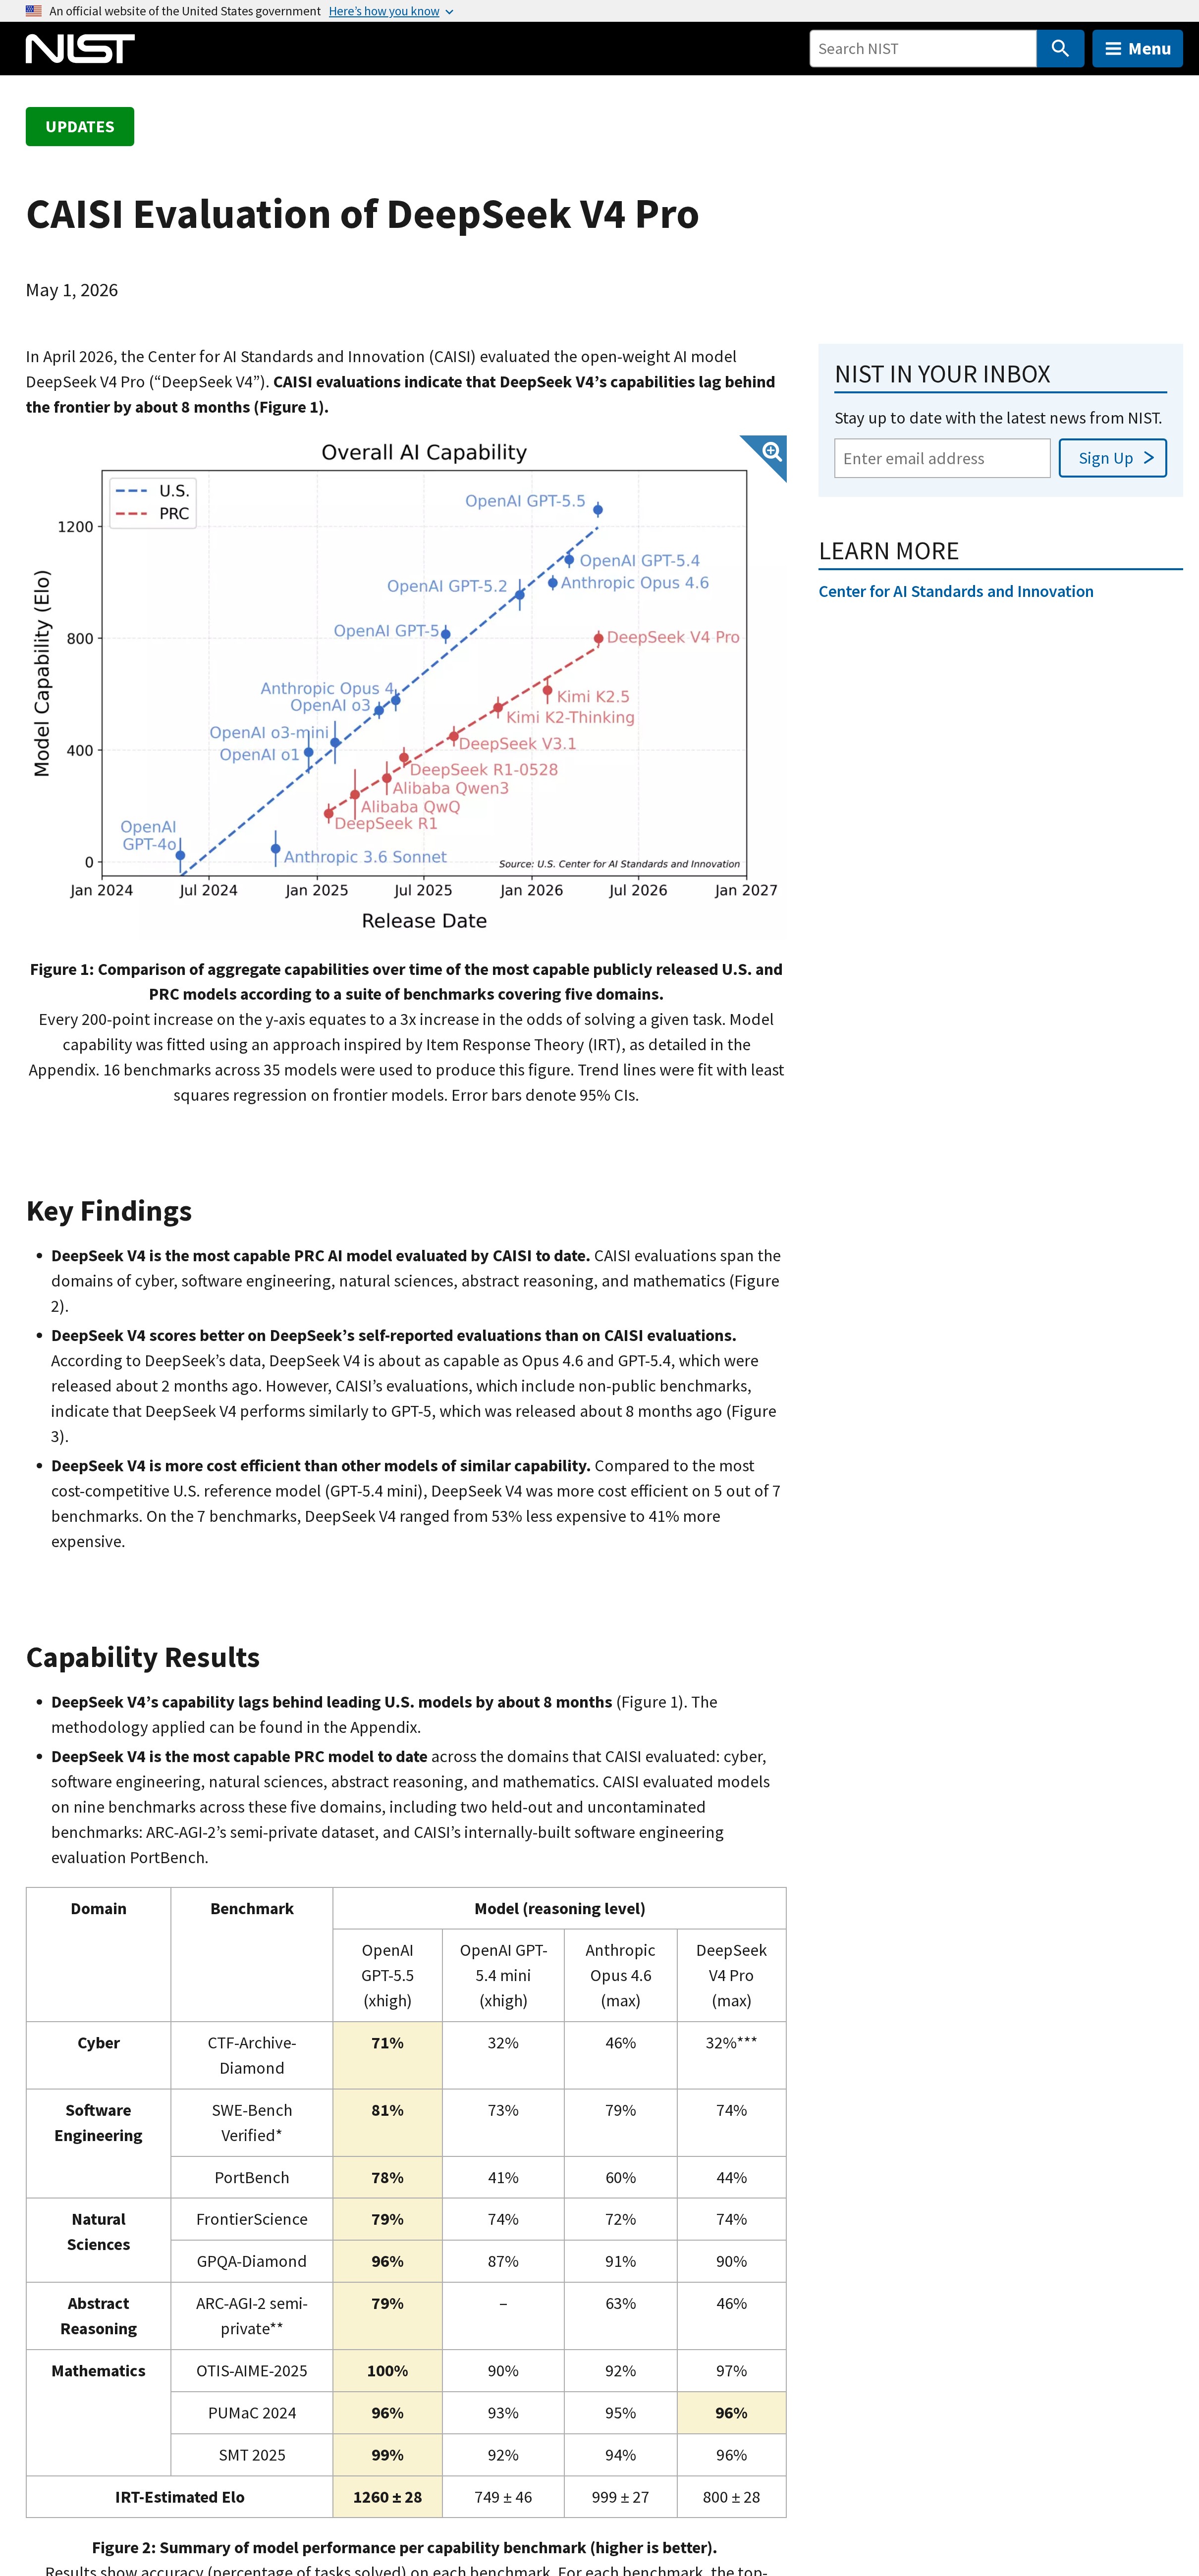 An official website of the United States government Here's how you know
NIST
Search NIST
Menu
UPDATES
CAISI Evaluation of DeepSeek V4 Pro
May 1, 2026
In April 2026, the Center for AI Standards and Innovation (CAISI) evaluated the open-weight AI model
DeepSeek V4 Pro (“DeepSeek V4”). CAISI evaluations indicate that DeepSeek V4’s capabilities lag behind
the frontier by about 8 months (Figure 1).
Overall AI Capability
U.S.
PRC
Model Capability (Elo)
1200
800
400
0
OpenAI GPT-5.5
OpenAI GPT-5.4
OpenAI GPT-5.2
Anthropic Opus 4.6
OpenAI GPT-5
DeepSeek V4 Pro
Anthropic Opus 4
OpenAI o3
Kimi K2.5
Kimi K2-Thinking
OpenAI o3-mini
OpenAI o1
DeepSeek V3.1
DeepSeek R1-0528
Alibaba Qwen3
Alibaba QwQ
DeepSeek R1
OpenAI
GPT-4o
Anthropic 3.6 Sonnet
Source: U.S. Center for AI Standards and Innovation
Jan 2024
Jul 2024
Jan 2025
Jul 2025
Jan 2026
Jul 2026
Jan 2027
Release Date
Figure 1: Comparison of aggregate capabilities over time of the most capable publicly released U.S. and
PRC models according to a suite of benchmarks covering five domains.
Every 200-point increase on the y-axis equates to a 3x increase in the odds of solving a given task. Model
capability was fitted using an approach inspired by Item Response Theory (IRT), as detailed in the
Appendix. 16 benchmarks across 35 models were used to produce this figure. Trend lines were fit with least
squares regression on frontier models. Error bars denote 95% CIs.
NIST IN YOUR INBOX
Stay up to date with the latest news from NIST.
Enter email address
Sign Up
LEARN MORE
Center for AI Standards and Innovation
Key Findings
• DeepSeek V4 is the most capable PRC AI model evaluated by CAISI to date. CAISI evaluations span the
domains of cyber, software engineering, natural sciences, abstract reasoning, and mathematics (Figure
2).
• DeepSeek V4 scores better on DeepSeek’s self-reported evaluations than on CAISI evaluations.
According to DeepSeek’s data, DeepSeek V4 is about as capable as Opus 4.6 and GPT-5.4, which were
released about 2 months ago. However, CAISI’s evaluations, which include non-public benchmarks,
indicate that DeepSeek V4 performs similarly to GPT-5, which was released about 8 months ago (Figure
3).
• DeepSeek V4 is more cost efficient than other models of similar capability. Compared to the most
cost-competitive U.S. reference model (GPT-5.4 mini), DeepSeek V4 was more cost efficient on 5 out of 7
benchmarks. On the 7 benchmarks, DeepSeek V4 ranged from 53% less expensive to 41% more
expensive.
Capability Results
• DeepSeek V4’s capability lags behind leading U.S. models by about 8 months (Figure 1). The
methodology applied can be found in the Appendix.
• DeepSeek V4 is the most capable PRC model to date across the domains that CAISI evaluated: cyber,
software engineering, natural sciences, abstract reasoning, and mathematics. CAISI evaluated models
on nine benchmarks across these five domains, including two held-out and uncontaminated
benchmarks: ARC-AGI-2’s semi-private dataset, and CAISI’s internally-built software engineering
evaluation PortBench.
Domain
Benchmark
Model (reasoning level)
OpenAI
GPT-5.5
(xhigh)
OpenAI GPT-
5.4 mini
(xhigh)
Anthropic
Opus 4.6
(max)
DeepSeek
V4 Pro
(max)
Cyber
CTF-Archive-
Diamond
71%
32%
46%
32%***
Software
Engineering
SWE-Bench
Verified*
81%
73%
79%
74%
PortBench
78%
41%
60%
44%
Natural
Sciences
FrontierScience
79%
74%
72%
74%
GPQA-Diamond
96%
87%
91%
90%
Abstract
Reasoning
ARC-AGI-2 semi-
private**
79%
–
63%
46%
Mathematics
OTIS-AIME-2025
100%
90%
92%
97%
PUMaC 2024
96%
93%
95%
96%
SMT 2025
99%
92%
94%
96%
IRT-Estimated Elo
1260 ± 28
749 ± 46
999 ± 27
800 ± 28
Figure 2: Summary of model performance per capability benchmark (higher is better).
Results show accuracy (percentage of tasks solved) on each benchmark. For each benchmark, the top-